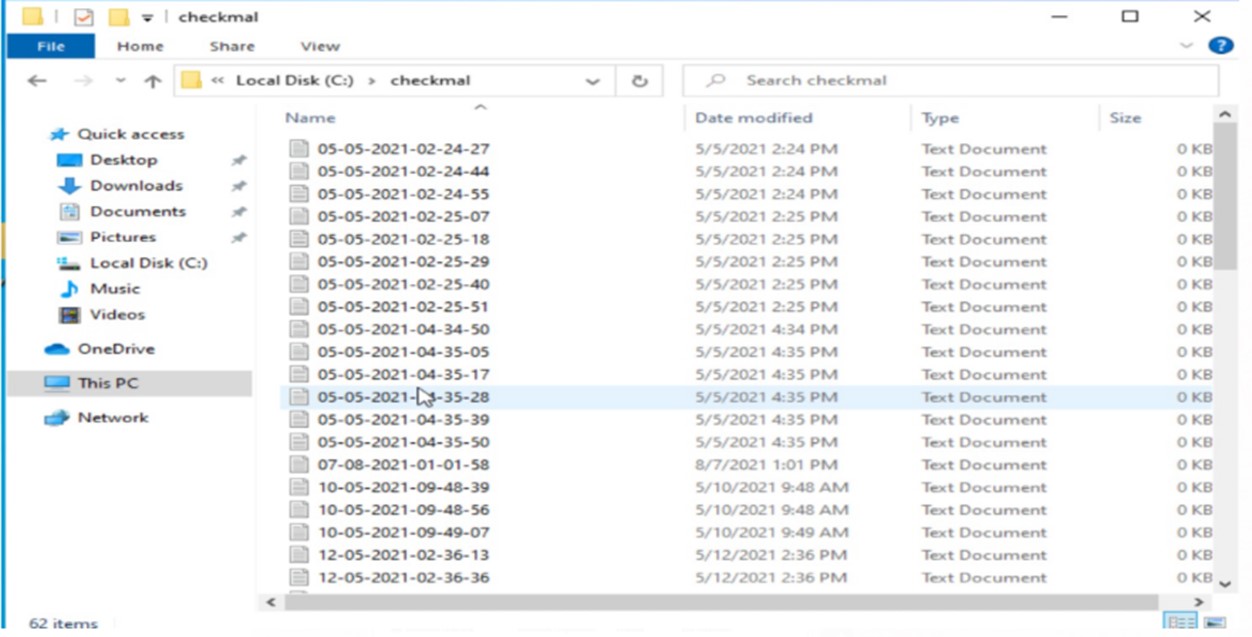 checkmal
File Home Share View
« Local Disk (C:) > checkmal Search checkmal
Name Date modified Type Size
Quick access
Desktop
Downloads
Documents
Pictures
Local Disk (C:)
Music
Videos
OneDrive
This PC
Network
05-05-2021-02-24-27 5/5/2021 2:24 PM Text Document 0 KB
05-05-2021-02-24-44 5/5/2021 2:24 PM Text Document 0 KB
05-05-2021-02-24-55 5/5/2021 2:24 PM Text Document 0 KB
05-05-2021-02-25-07 5/5/2021 2:25 PM Text Document 0 KB
05-05-2021-02-25-18 5/5/2021 2:25 PM Text Document 0 KB
05-05-2021-02-25-29 5/5/2021 2:25 PM Text Document 0 KB
05-05-2021-02-25-40 5/5/2021 2:25 PM Text Document 0 KB
05-05-2021-02-25-51 5/5/2021 2:25 PM Text Document 0 KB
05-05-2021-04-34-50 5/5/2021 4:34 PM Text Document 0 KB
05-05-2021-04-35-05 5/5/2021 4:35 PM Text Document 0 KB
05-05-2021-04-35-17 5/5/2021 4:35 PM Text Document 0 KB
05-05-2021-04-35-28 5/5/2021 4:35 PM Text Document 0 KB
05-05-2021-04-35-39 5/5/2021 4:35 PM Text Document 0 KB
05-05-2021-04-35-50 5/5/2021 4:35 PM Text Document 0 KB
07-08-2021-01-01-58 8/7/2021 1:01 PM Text Document 0 KB
10-05-2021-09-48-39 5/10/2021 9:48 AM Text Document 0 KB
10-05-2021-09-48-56 5/10/2021 9:48 AM Text Document 0 KB
10-05-2021-09-49-07 5/10/2021 9:49 AM Text Document 0 KB
12-05-2021-02-36-13 5/12/2021 2:36 PM Text Document 0 KB
12-05-2021-02-36-36 5/12/2021 2:36 PM Text Document 0 KB
62 items